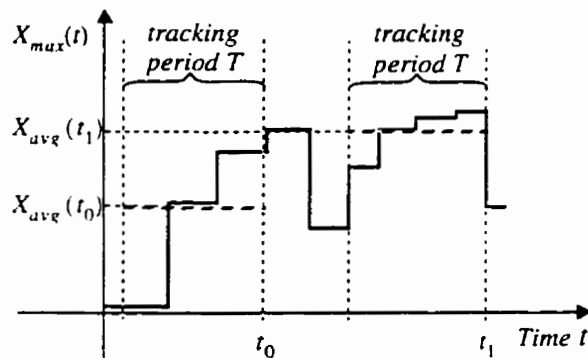 X_max(t)
tracking period T
tracking period T
X_avg(t_1)
X_avg(t_0)
t_0
t_1
Time t